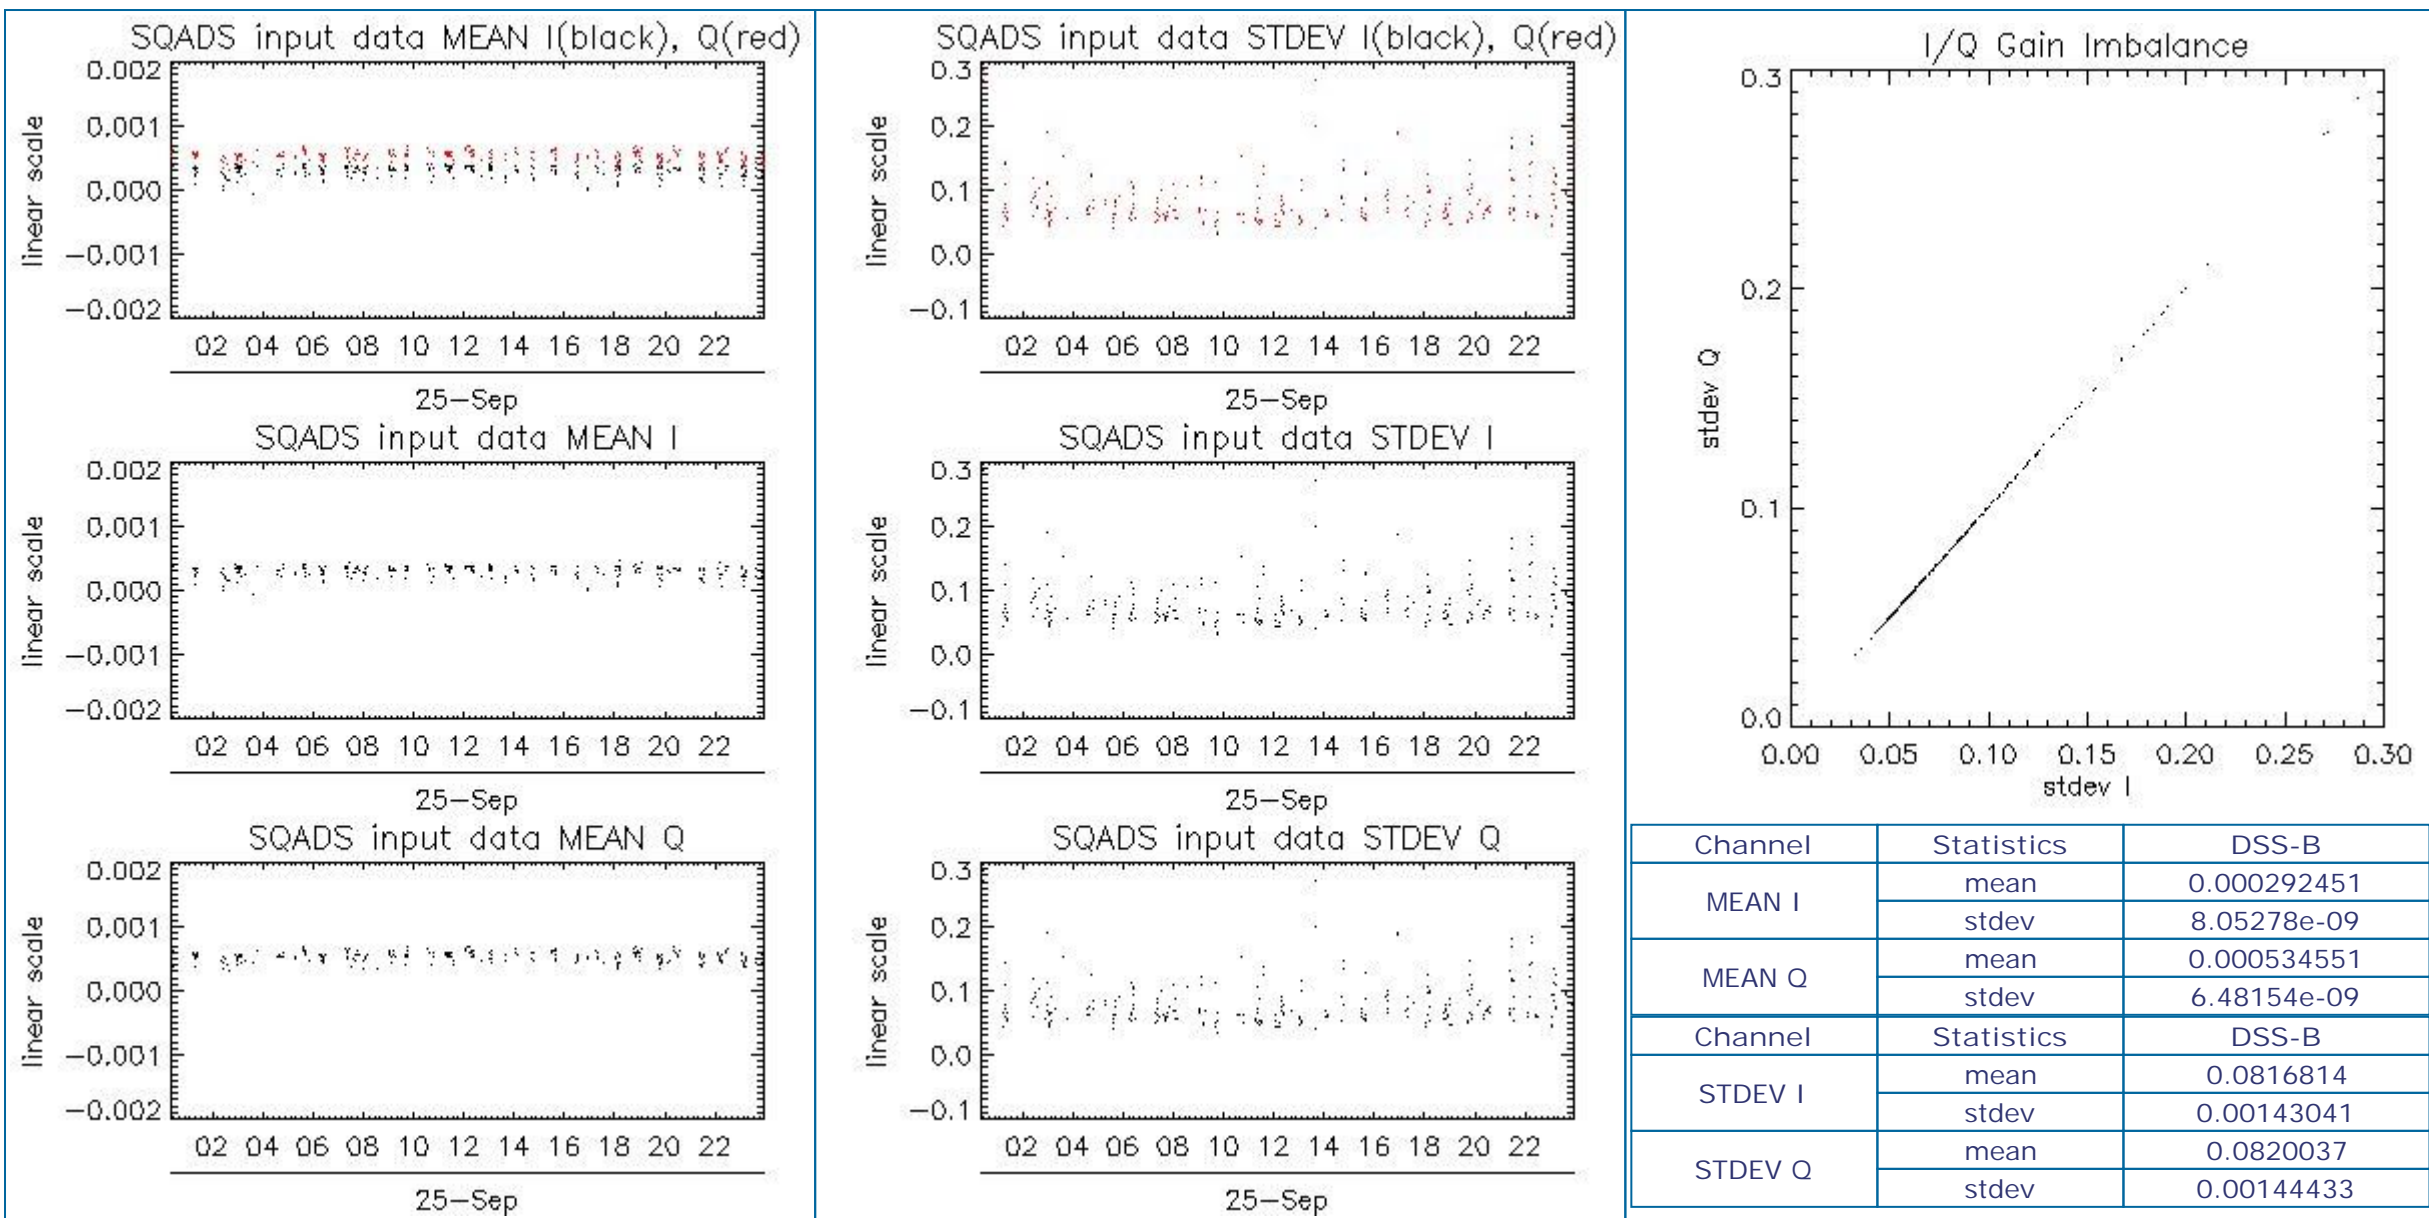 SQADS input data MEAN I(black), Q(red)
0.002
0.001
0.000
−0.001
−0.002
linear scale
02 04 06 08 10 12 14 16 18 20 22
25−Sep
SQADS input data MEAN I
0.002
0.001
0.000
−0.001
−0.002
linear scale
02 04 06 08 10 12 14 16 18 20 22
25−Sep
SQADS input data MEAN Q
0.002
0.001
0.000
−0.001
−0.002
linear scale
02 04 06 08 10 12 14 16 18 20 22
25−Sep
SQADS input data STDEV I(black), Q(red)
0.3
0.2
0.1
0.0
−0.1
linear scale
02 04 06 08 10 12 14 16 18 20 22
25−Sep
SQADS input data STDEV I
0.3
0.2
0.1
0.0
−0.1
linear scale
02 04 06 08 10 12 14 16 18 20 22
25−Sep
SQADS input data STDEV Q
0.3
0.2
0.1
0.0
−0.1
linear scale
02 04 06 08 10 12 14 16 18 20 22
25−Sep
I/Q Gain Imbalance
0.3
0.2
0.1
0.0
stdev Q
0.00 0.05 0.10 0.15 0.20 0.25 0.30
stdev I
Channel Statistics DSS-B
MEAN I mean 0.000292451
stdev 8.05278e-09
MEAN Q mean 0.000534551
stdev 6.48154e-09
Channel Statistics DSS-B
STDEV I mean 0.0816814
stdev 0.00143041
STDEV Q mean 0.0820037
stdev 0.00144433